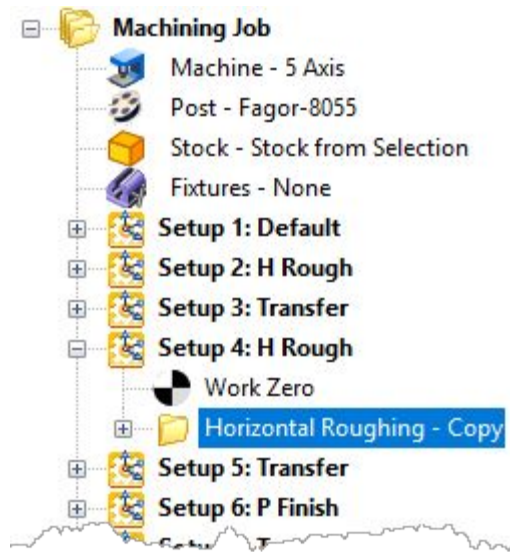 Machining Job
Machine - 5 Axis
Post - Fagor-8055
Stock - Stock from Selection
Fixtures - None
Setup 1: Default
Setup 2: H Rough
Setup 3: Transfer
Setup 4: H Rough
Work Zero
Horizontal Roughing - Copy
Setup 5: Transfer
Setup 6: P Finish